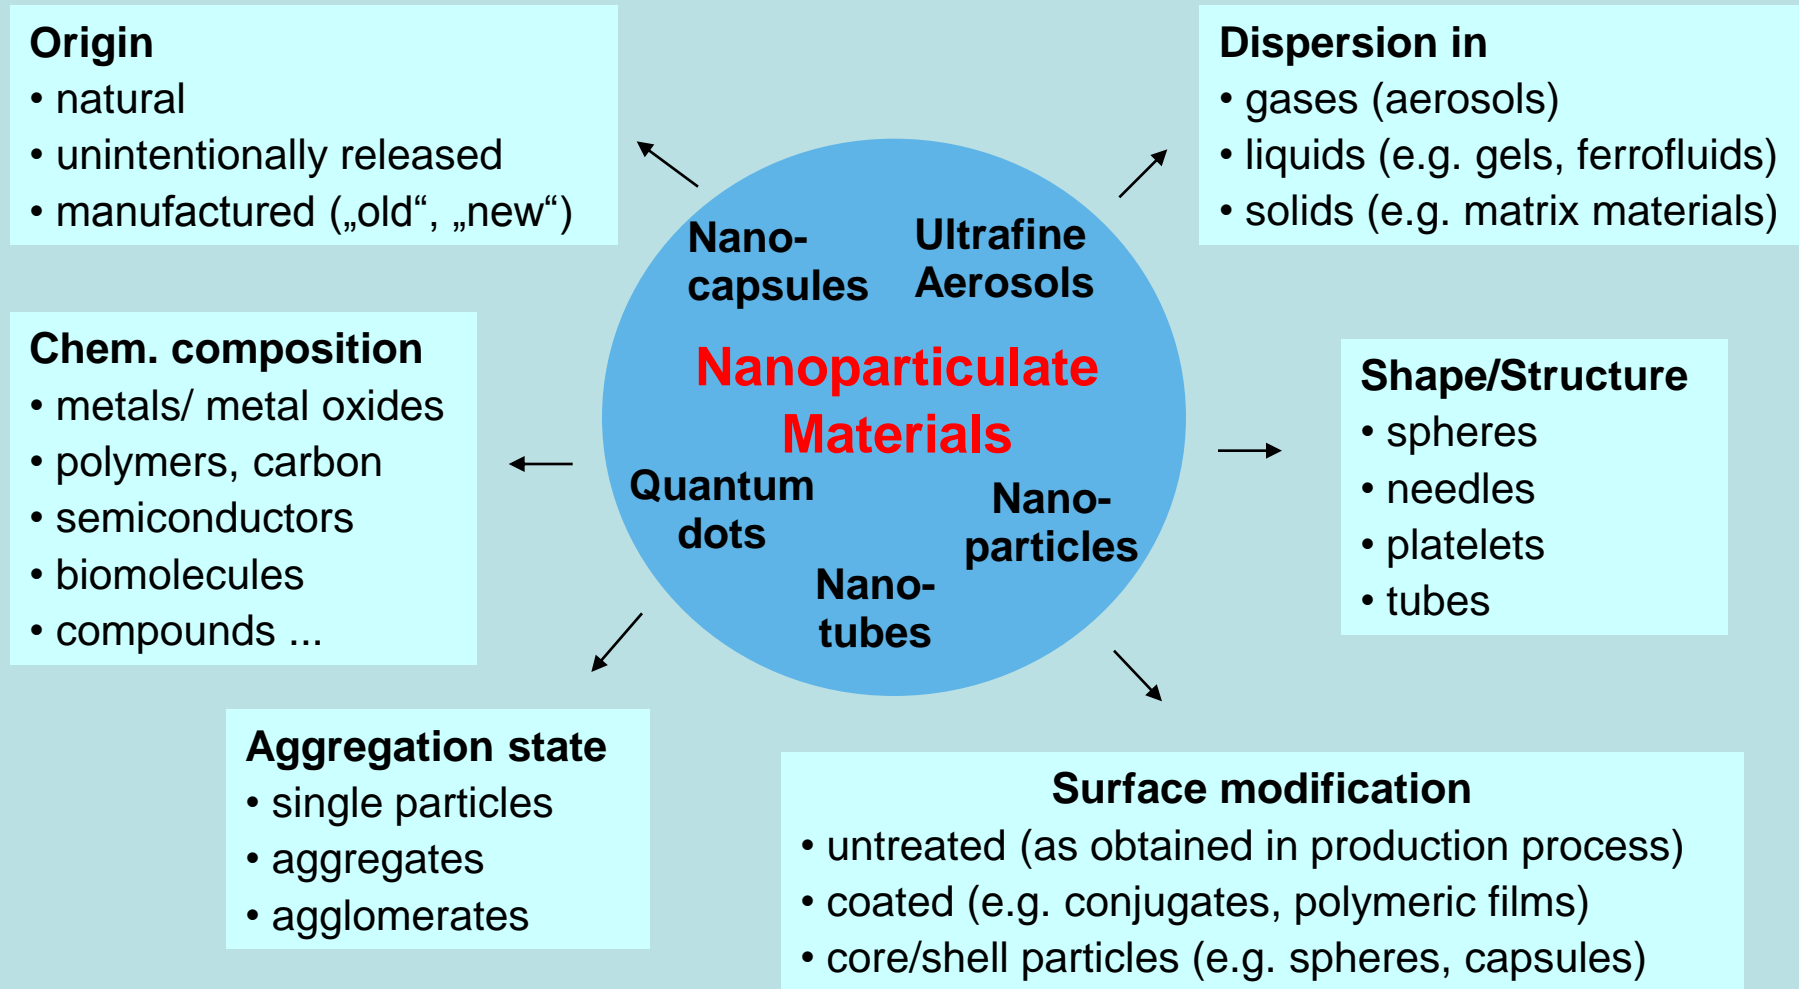 Origin
• natural
• unintentionally released
• manufactured („old“, „new“)
Dispersion in
• gases (aerosols)
• liquids (e.g. gels, ferrofluids)
• solids (e.g. matrix materials)
Nano-
capsules
Ultrafine
Aerosols
Nanoparticulate
Materials
Quantum
dots
Nano-
particles
Nano-
tubes
Chem. composition
• metals/ metal oxides
• polymers, carbon
• semiconductors
• biomolecules
• compounds ...
Shape/Structure
• spheres
• needles
• platelets
• tubes
Aggregation state
• single particles
• aggregates
• agglomerates
Surface modification
• untreated (as obtained in production process)
• coated (e.g. conjugates, polymeric films)
• core/shell particles (e.g. spheres, capsules)